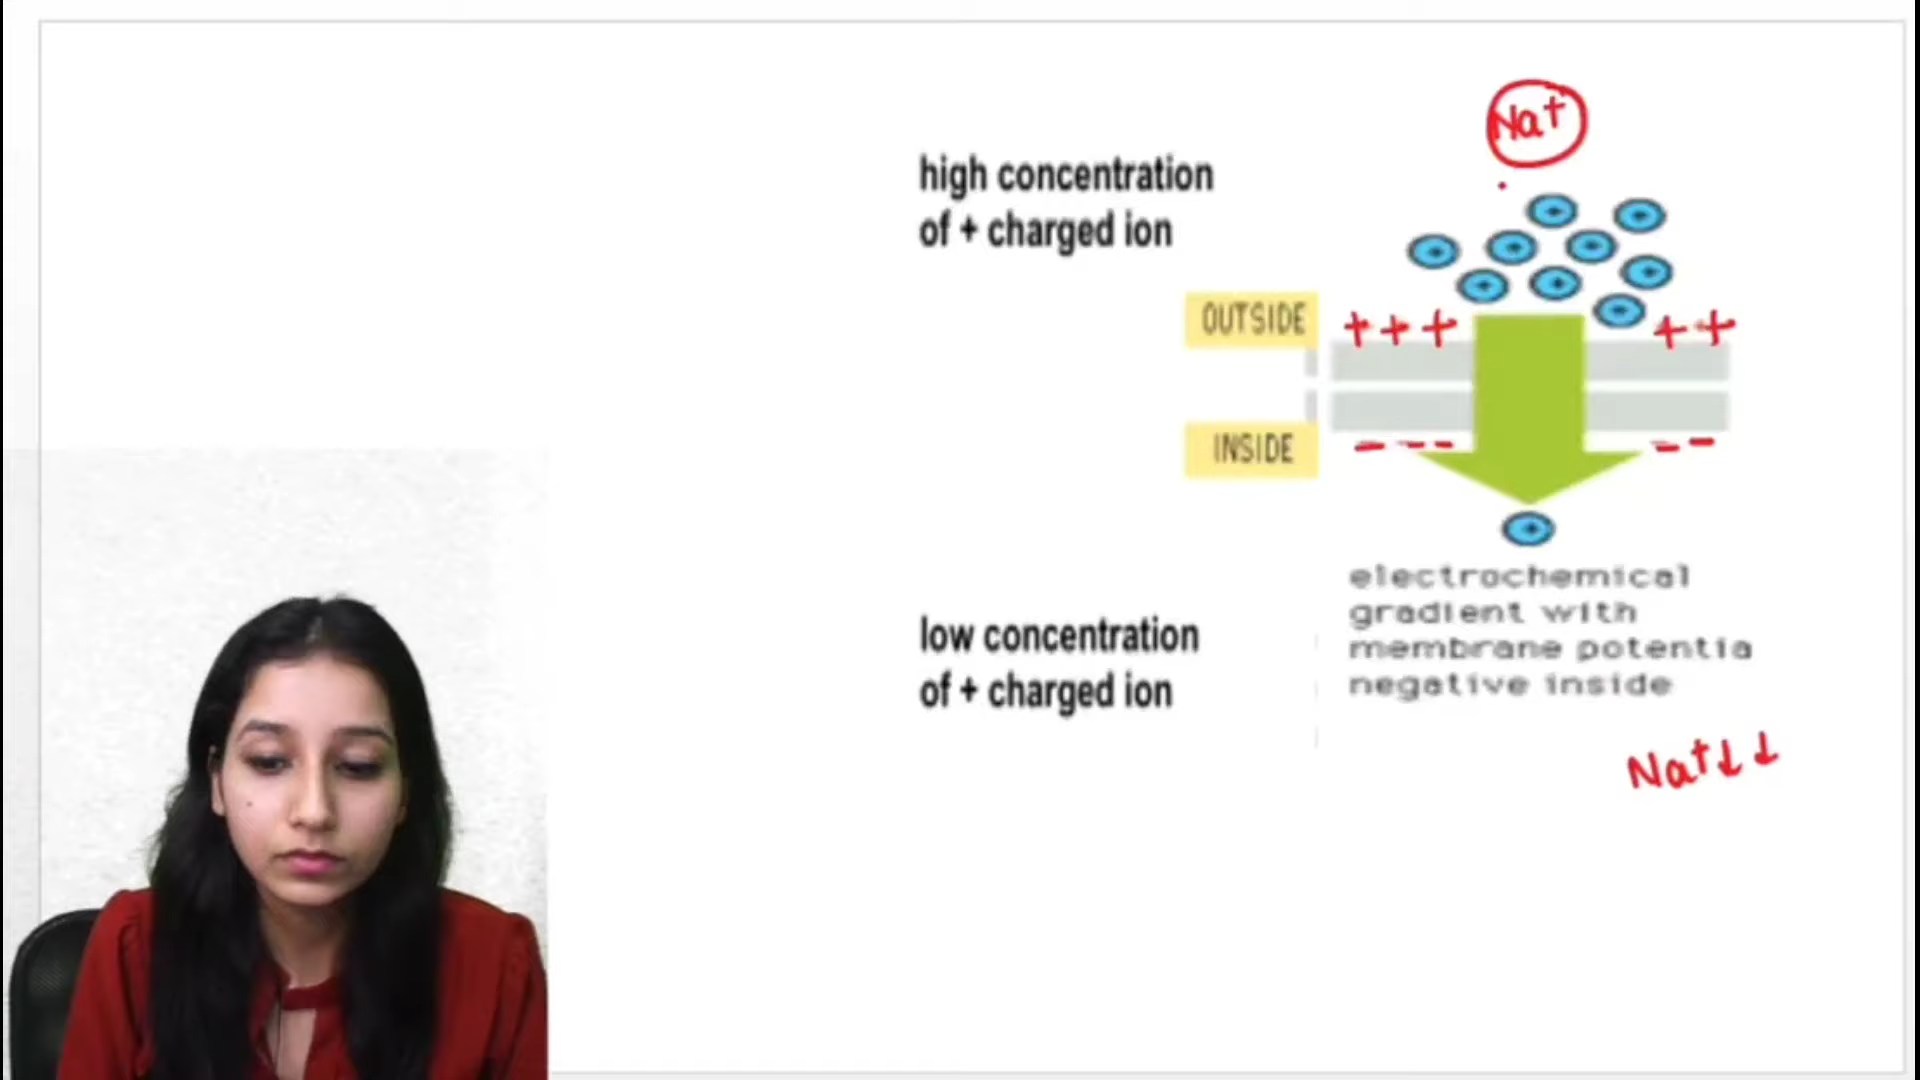 Na+
high concentration
of + charged ion
OUTSIDE
+ + + + +
INSIDE
- - - - -
electrochemical
gradient with
membrane potentia
negative inside
low concentration
of + charged ion
Na+↓↓